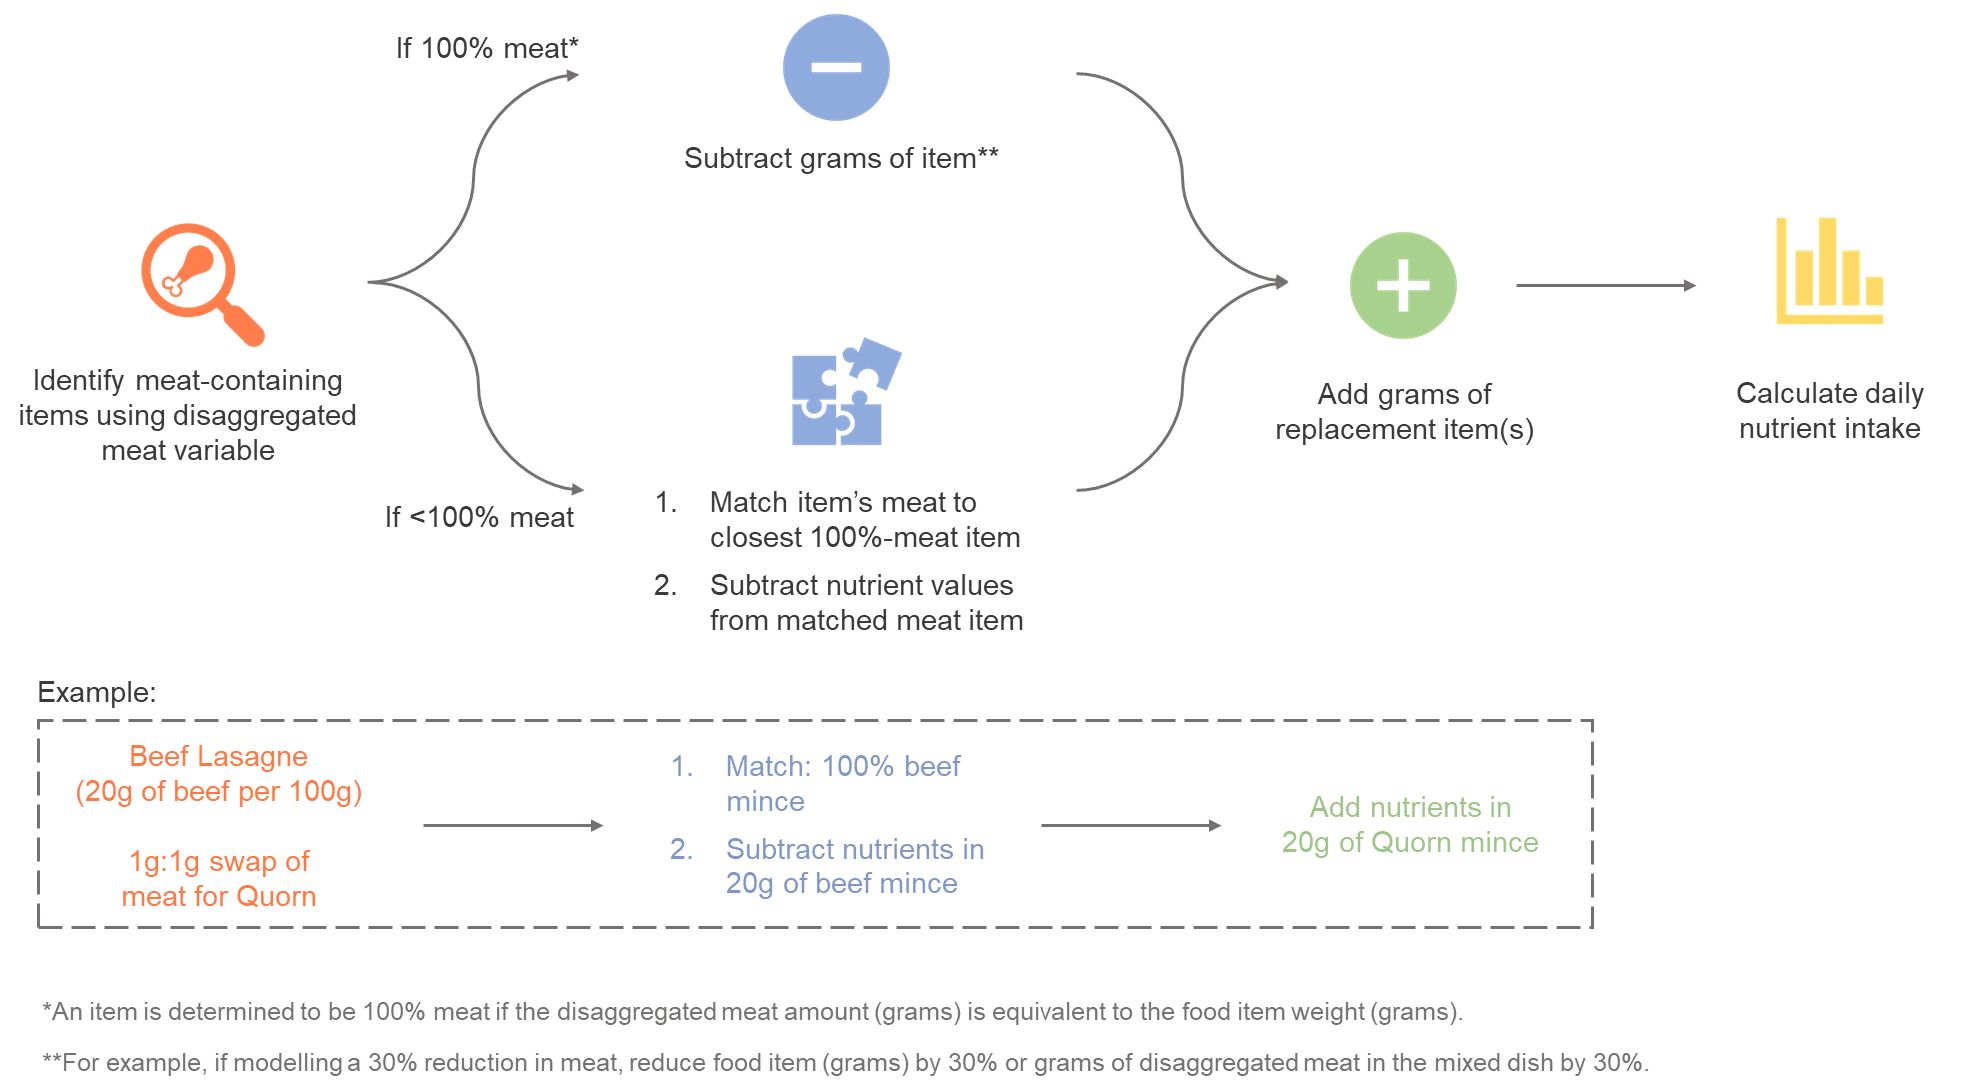 If 100% meat*
Subtract grams of item**
Identify meat-containing
items using disaggregated
meat variable
If <100% meat
1. Match item’s meat to
closest 100%-meat item
2. Subtract nutrient values
from matched meat item
Add grams of
replacement item(s)
Calculate daily
nutrient intake
Example:
Beef Lasagne
(20g of beef per 100g)
1g:1g swap of
meat for Quorn
1. Match: 100% beef
mince
2. Subtract nutrients in
20g of beef mince
Add nutrients in
20g of Quorn mince
*An item is determined to be 100% meat if the disaggregated meat amount (grams) is equivalent to the food item weight (grams).
**For example, if modelling a 30% reduction in meat, reduce food item (grams) by 30% or grams of disaggregated meat in the mixed dish by 30%.